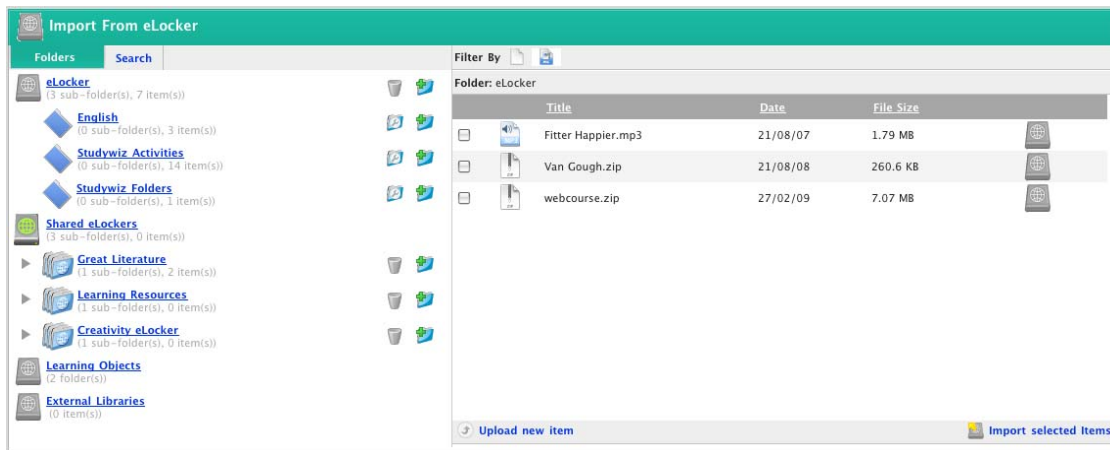 Import From eLocker
Folders Search
eLocker
(3 sub-folder(s), 7 item(s))
English
(0 sub-folder(s), 3 item(s))
Studywiz Activities
(0 sub-folder(s), 14 item(s))
Studywiz Folders
(0 sub-folder(s), 1 item(s))
Shared eLockers
(3 sub-folder(s), 0 item(s))
Great Literature
(1 sub-folder(s), 2 item(s))
Learning Resources
(1 sub-folder(s), 0 item(s))
Creativity eLocker
(1 sub-folder(s), 0 item(s))
Learning Objects
(2 folder(s))
External Libraries
(0 item(s))
Filter By
Folder: eLocker
Title Date File Size
Fitter Happier.mp3 21/08/07 1.79 MB
Van Gough.zip 21/08/08 260.6 KB
webcourse.zip 27/02/09 7.07 MB
Upload new item Import selected Items